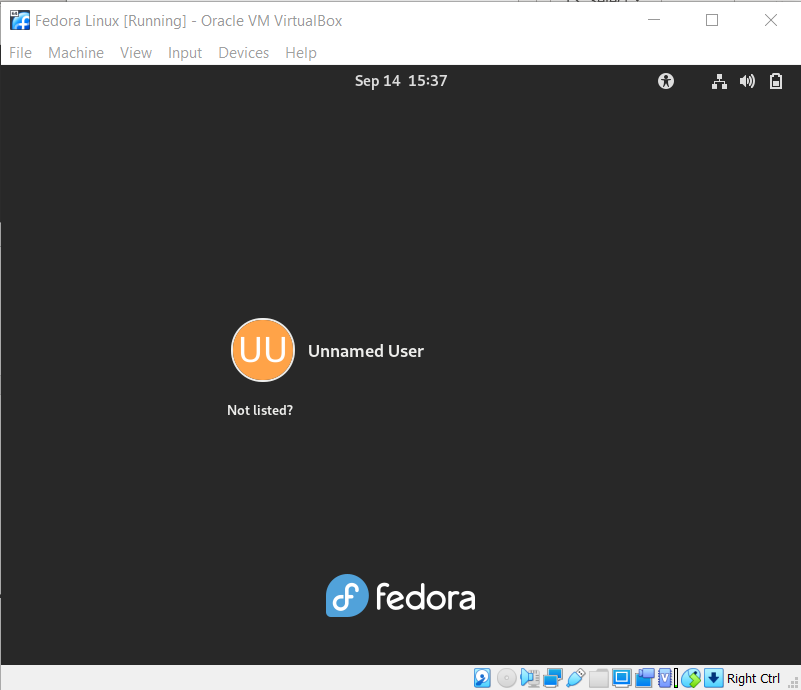 Fedora Linux [Running] - Oracle VM VirtualBox
File Machine View Input Devices Help
Sep 14 15:37
UU
Unnamed User
Not listed?
fedora
Right Ctrl